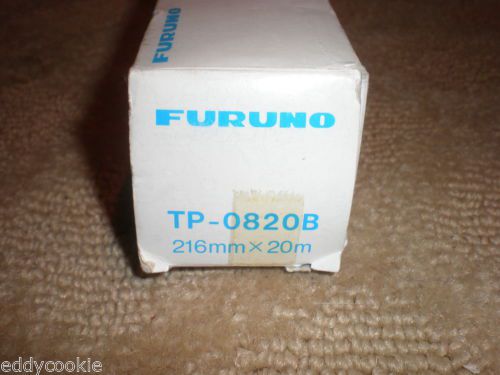 FURUNO
FURUNO
TP-0820B
216mm×20m
eddycookie